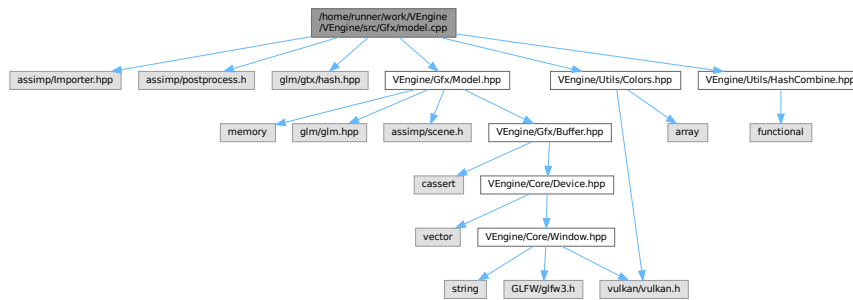 /home/runner/work/VEngine
/VEngine/src/Gfx/model.cpp
assimp/Importer.hpp
assimp/postprocess.h
glm/gtx/hash.hpp
VEngine/Gfx/Model.hpp
VEngine/Utils/Colors.hpp
VEngine/Utils/HashCombine.hpp
memory
glm/glm.hpp
assimp/scene.h
VEngine/Gfx/Buffer.hpp
array
functional
cassert
VEngine/Core/Device.hpp
vector
VEngine/Core/Window.hpp
string
GLFW/glfw3.h
vulkan/vulkan.h